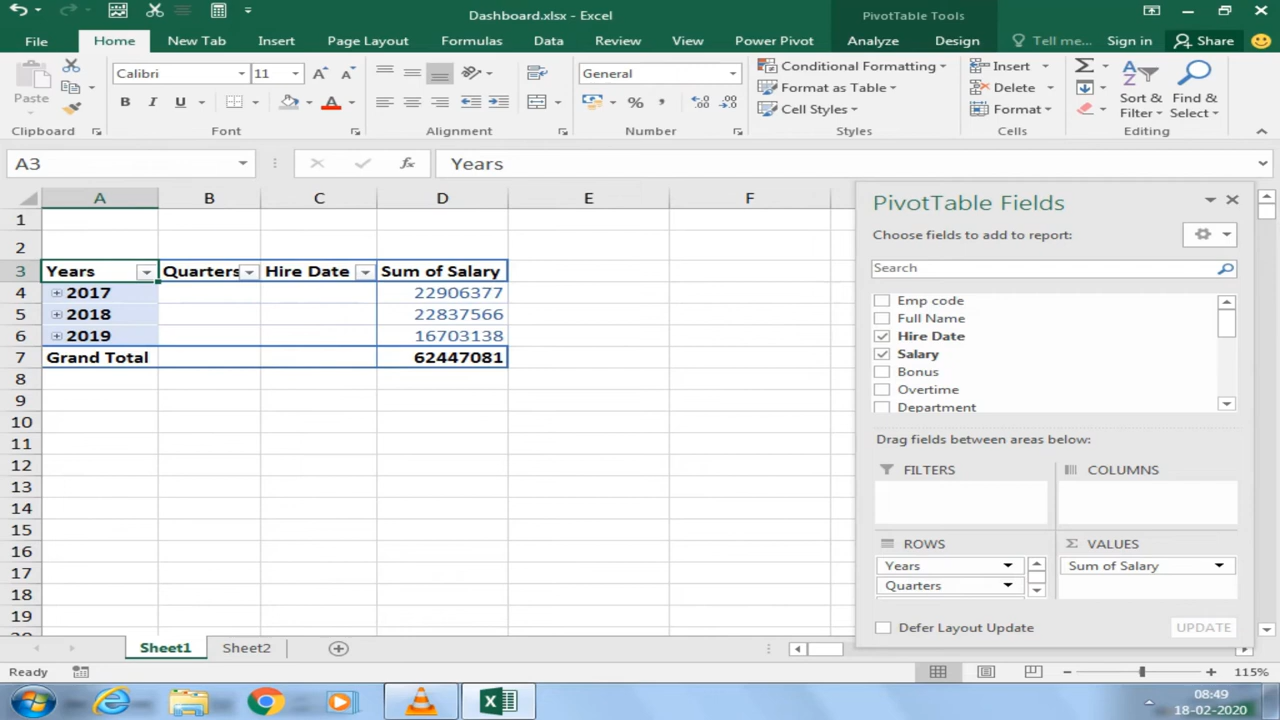 Dashboard.xlsx - Excel
PivotTable Tools
File Home New Tab Insert Page Layout Formulas Data Review View Power Pivot Analyze Design Tell me... Sign in Share
Paste
Clipboard
Calibri 11
B I U A
Font
Alignment
General
% ,
Number
Conditional Formatting
Format as Table
Cell Styles
Styles
Insert
Delete
Format
Cells
Sort & Filter
Find & Select
Editing
A3 fx Years
A B C D E F
1
2
3 Years Quarters Hire Date Sum of Salary
4 2017 22906377
5 2018 22837566
6 2019 16703138
7 Grand Total 62447081
8
9
10
11
12
13
14
15
16
17
18
19
PivotTable Fields
Choose fields to add to report:
Search
Emp code
Full Name
Hire Date
Salary
Bonus
Overtime
Department
Drag fields between areas below:
FILTERS
COLUMNS
ROWS
Σ VALUES
Years
Quarters
Sum of Salary
Defer Layout Update
UPDATE
Sheet1 Sheet2
Ready
115%
08:49
18-02-2020